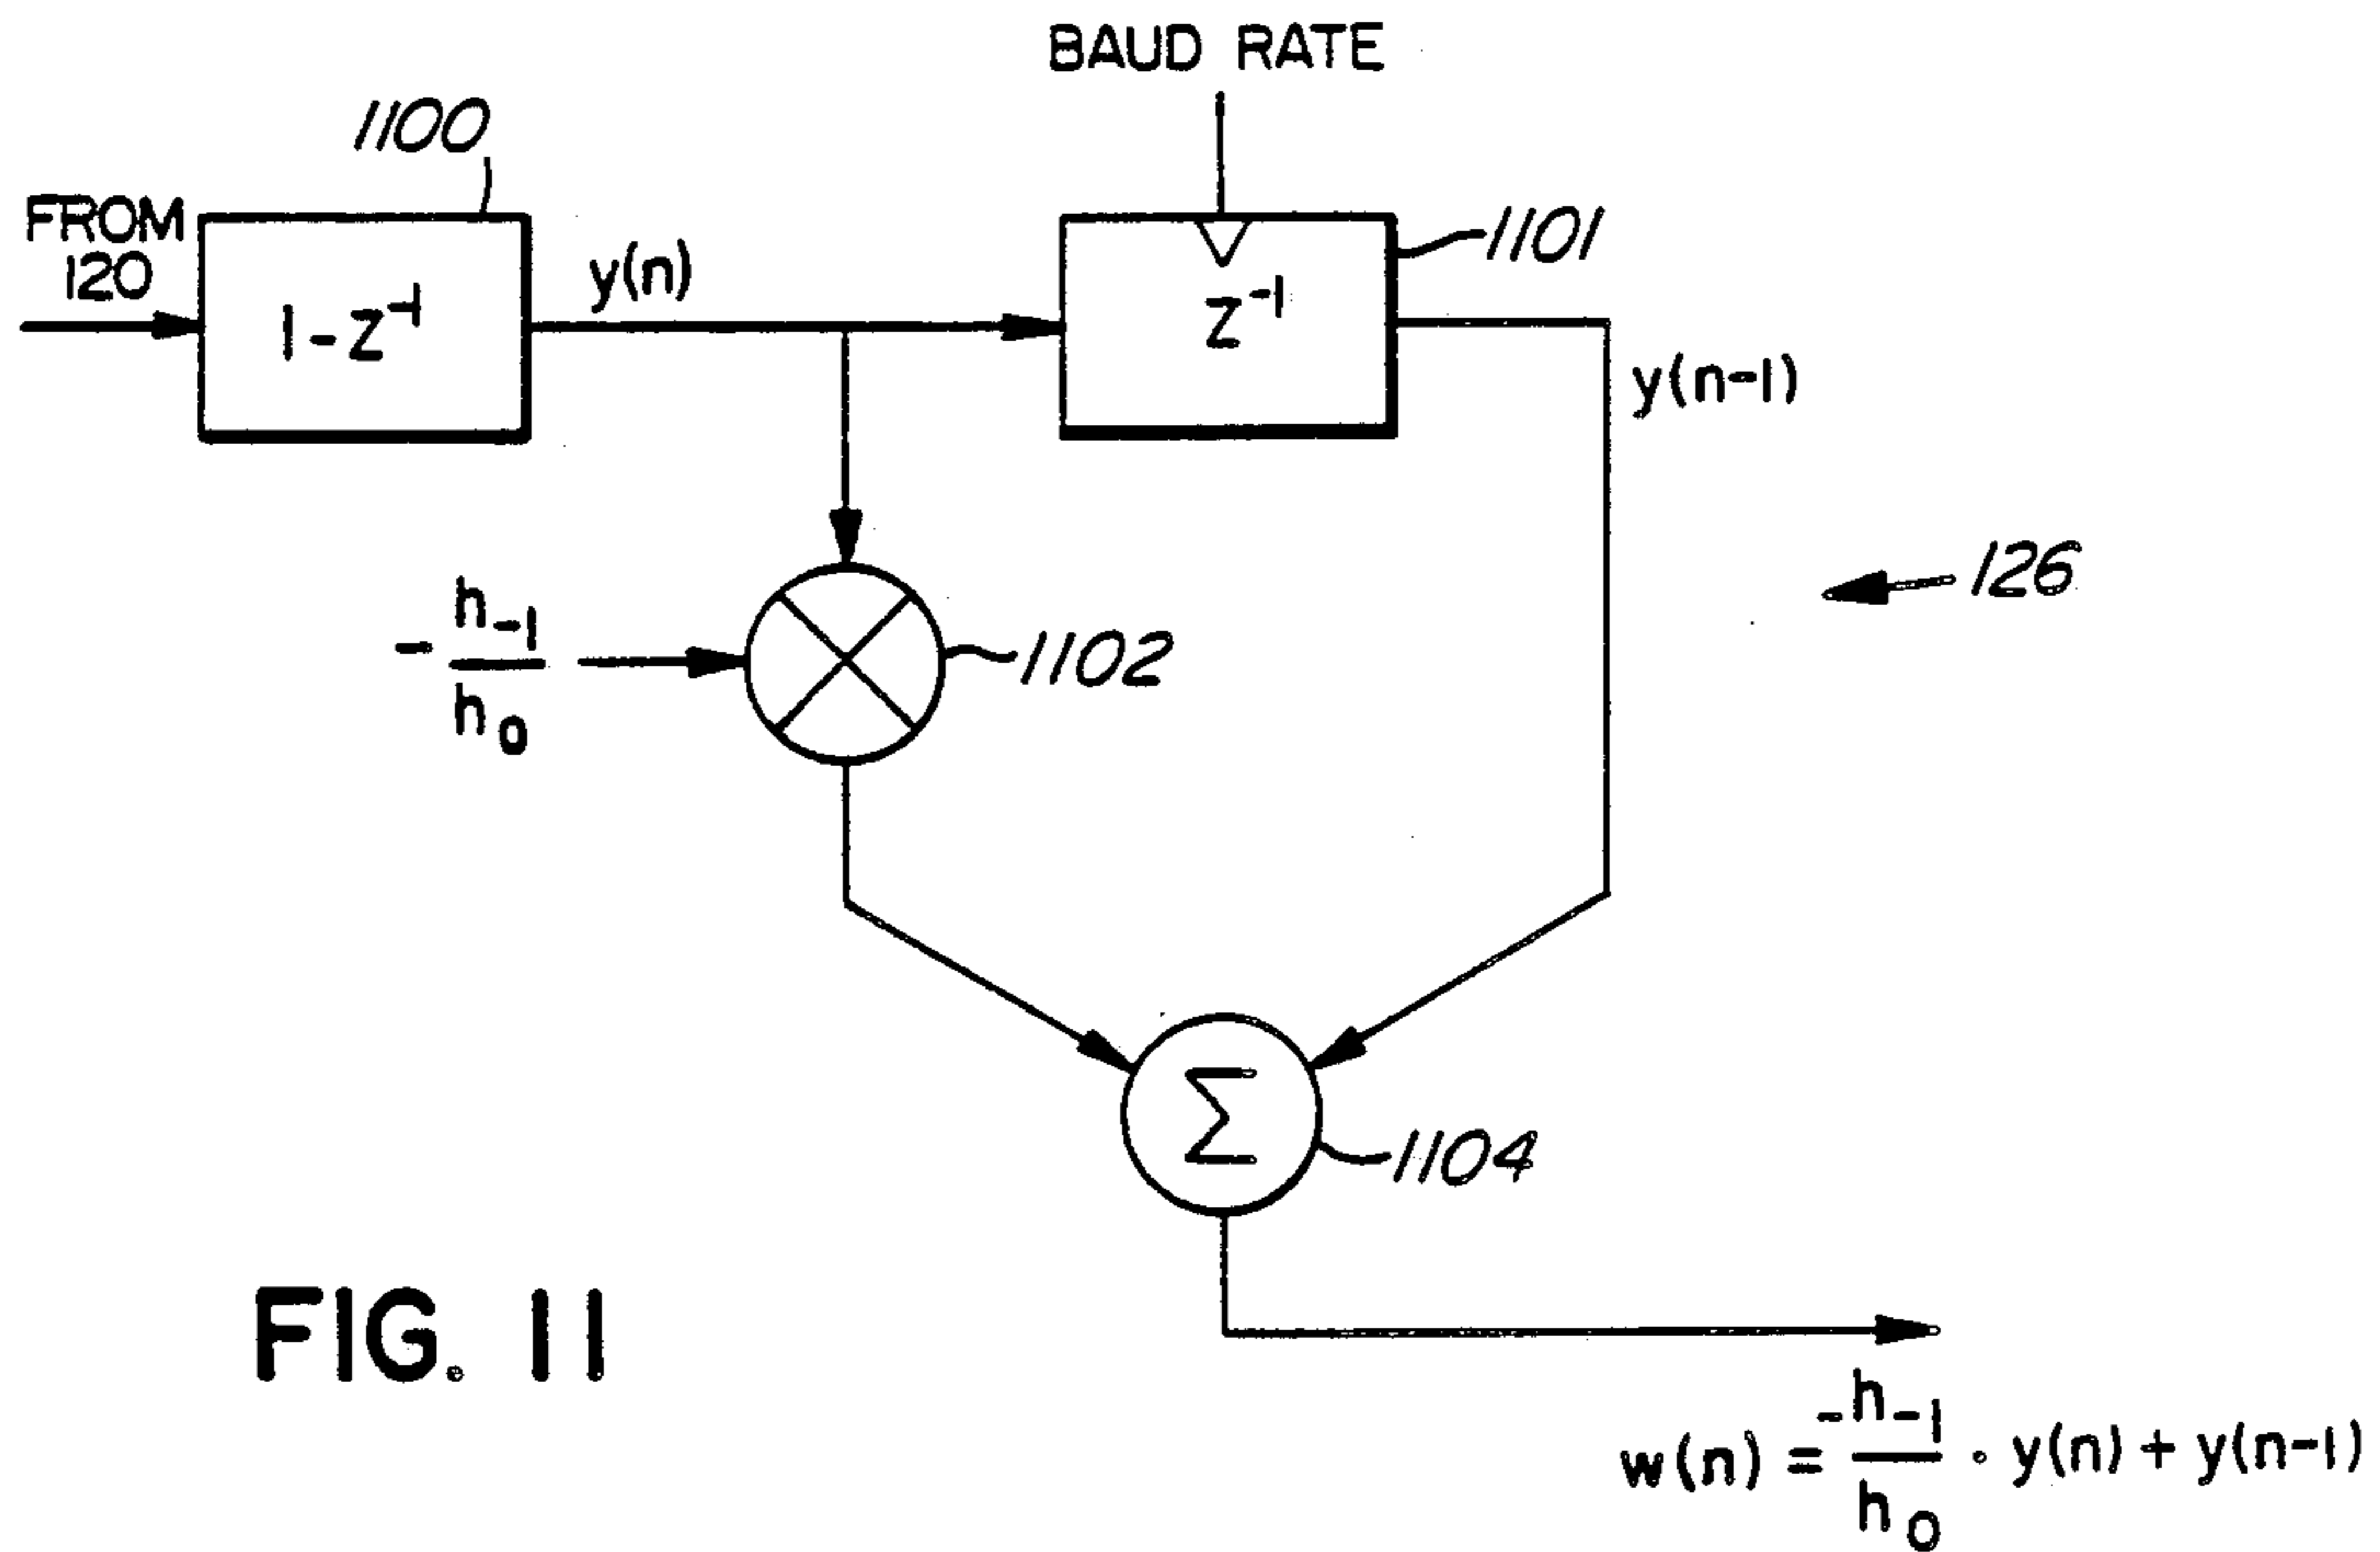 BAUD RATE
1100
FROM
120
1-Z⁻¹
y(n)
Z⁻¹
1101
y(n-1)
126
- h₋₁
h₀
1102
Σ
1104
FIG. 11
w(n) = -h₋₁ / h₀ · y(n) + y(n-1)